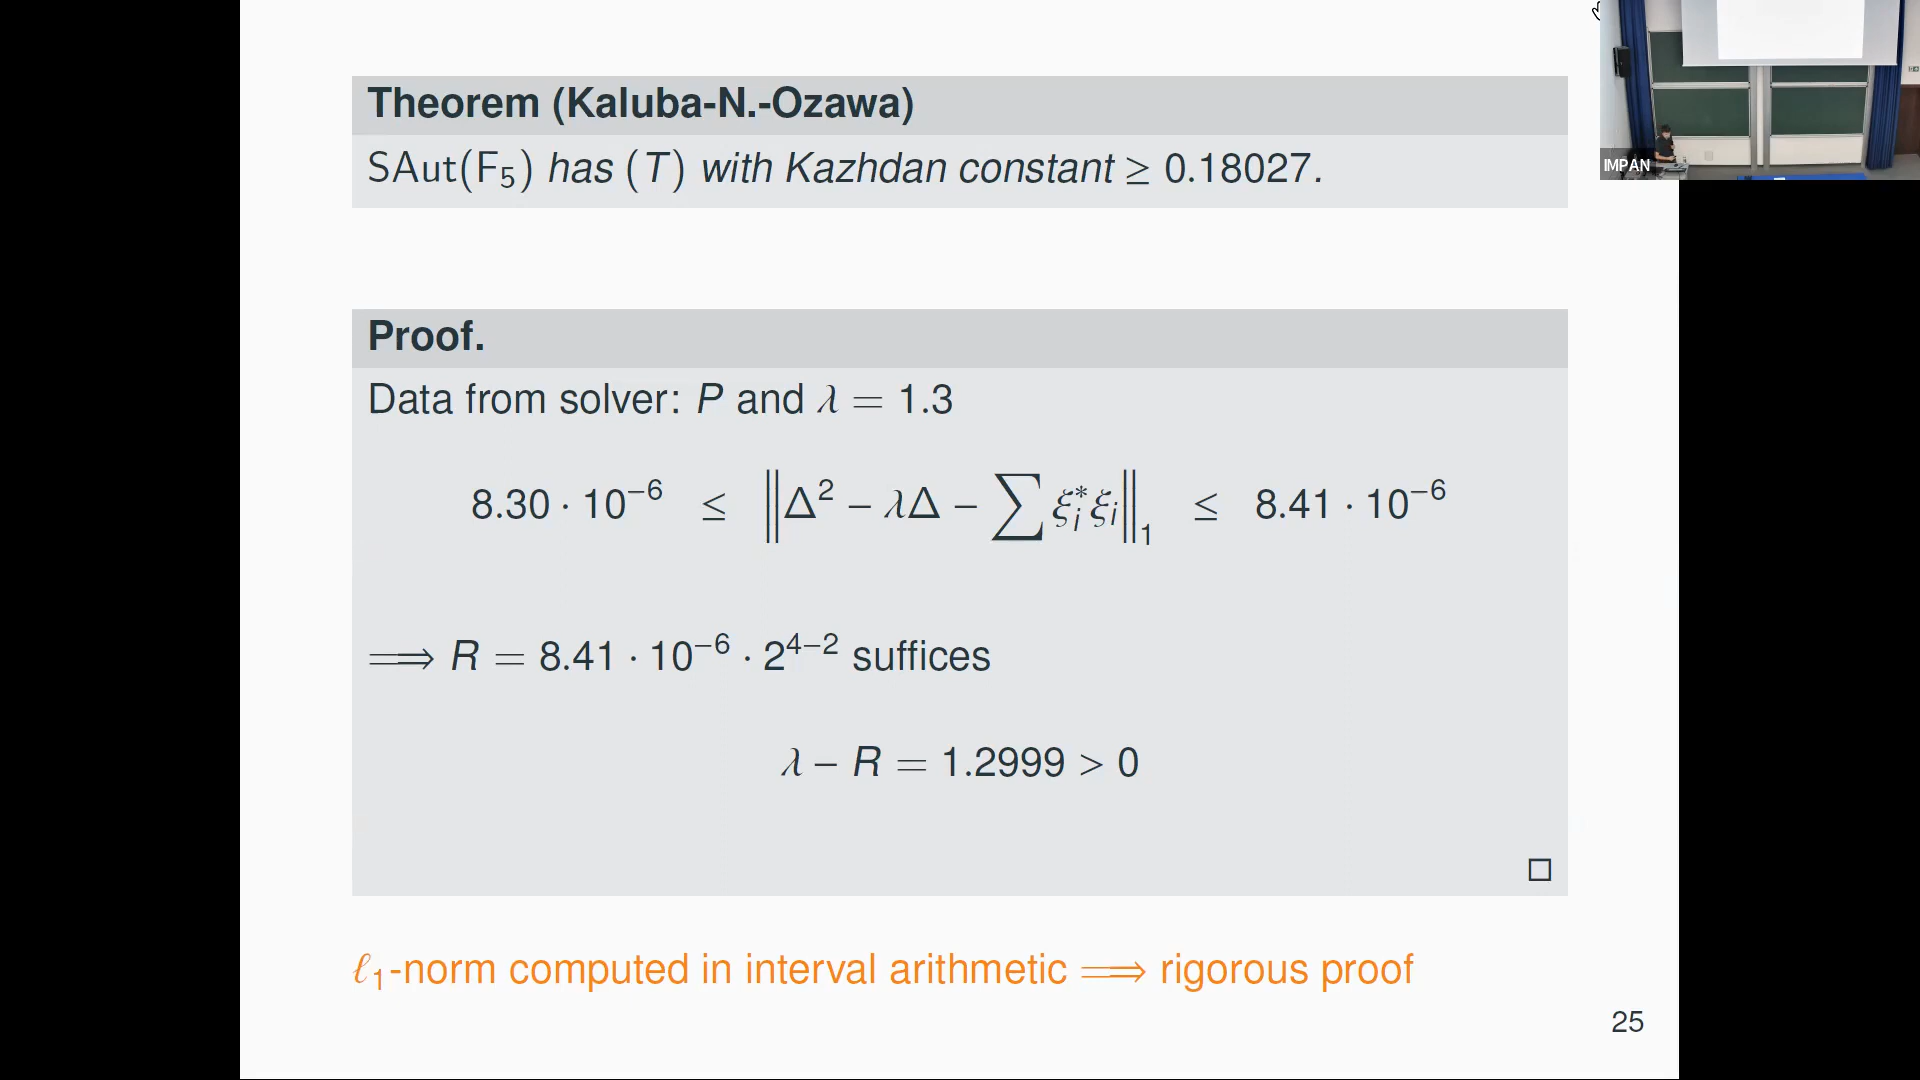 Theorem (Kaluba-N.-Ozawa)
SAut(F₅) has (T) with Kazhdan constant ≥ 0.18027.
IMPAN
Proof.
Data from solver: P and λ = 1.3
8.30 · 10⁻⁶ ≤ ‖Δ² − λΔ − ∑ ξᵢ*ξᵢ‖₁ ≤ 8.41 · 10⁻⁶
⟹ R = 8.41 · 10⁻⁶ · 2⁴⁻² suffices
λ − R = 1.2999 > 0
□
ℓ₁-norm computed in interval arithmetic ⟹ rigorous proof
25